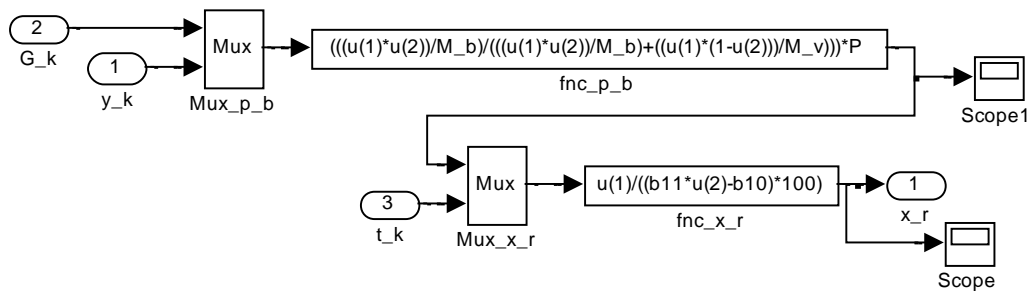 2
G_k
1
y_k
Mux
Mux_p_b
(((u(1)*u(2))/M_b)/(((u(1)*u(2))/M_b)+((u(1)*(1-u(2)))/M_v)))*P
fnc_p_b
Scope1
3
t_k
Mux
Mux_x_r
u(1)/((b11*u(2)-b10)*100)
fnc_x_r
1
x_r
Scope